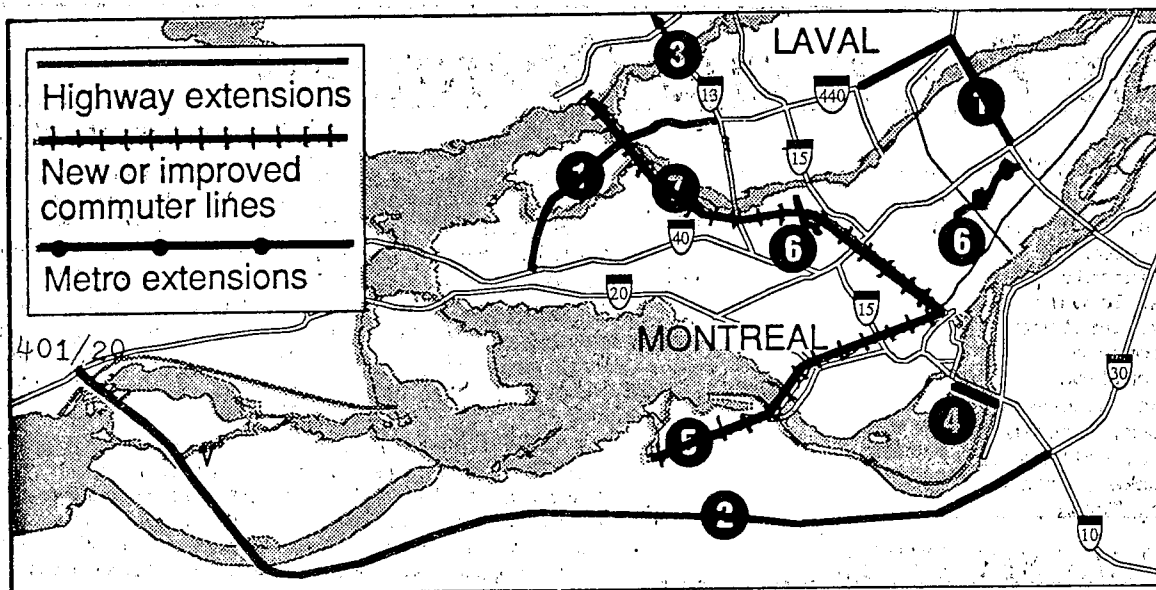 Highway extensions
New or improved
commuter lines
Metro extensions
LAVAL
3
13
440
1
15
7
40
6
6
20
15
MONTREAL
401/20
30
4
5
2
10